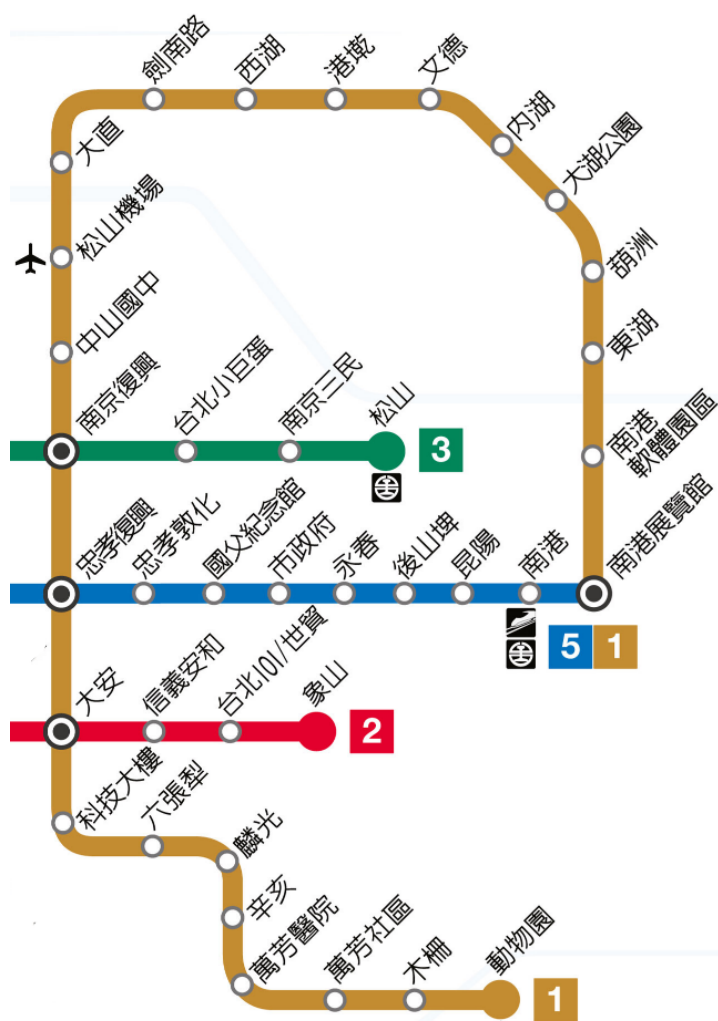 劍南路
西湖
港墘
文德
內湖
大湖公園
大直
松山機場
葫洲
中山國中
東湖
南京復興
台北小巨蛋
南京三民
松山
3
南港
軟體園區
忠孝復興
忠孝敦化
國父紀念館
市政府
永春
後山埤
昆陽
南港
南港展覽館
5
1
大安
信義安和
台北101/世貿
象山
2
科技大樓
六張犁
麟光
辛亥
萬芳醫院
萬芳社區
木柵
動物園
1